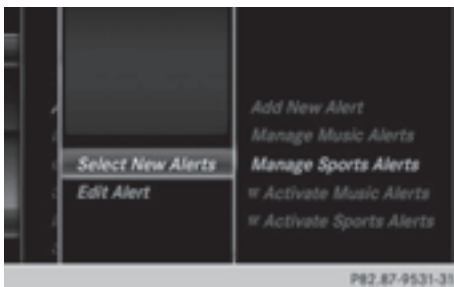 Add New Alert
Manage Music Alerts
Select New Alerts
Manage Sports Alerts
Edit Alert
Activate Music Alerts
Activate Sports Alerts
P82.87-9531-31